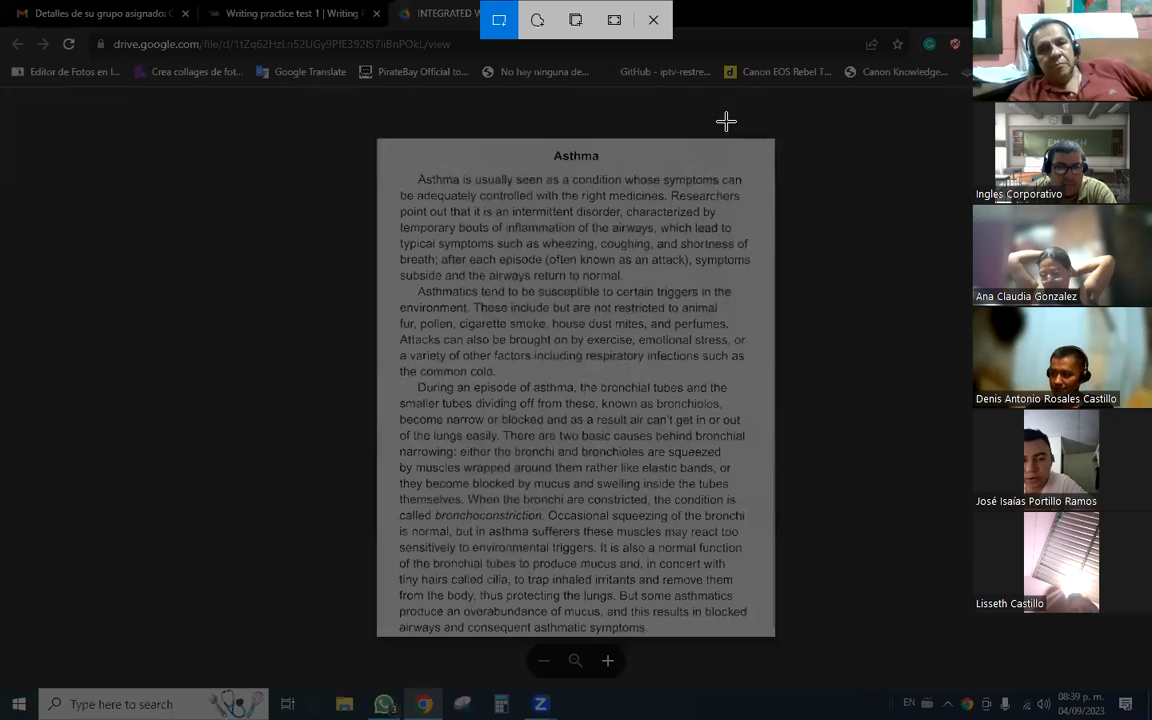 Detalles de su grupo asignado: C
Writing practice test 1 | Writing
INTEGRATED W
drive.google.com/file/d/1tZq62HzLn52UGy9PfE392IS7liBnPOkL/view
Editor de Fotos en l...
Crea collages de fot...
Google Translate
PirateBay Official to...
No hay ninguna de...
GitHub - iptv-restre...
Canon EOS Rebel T...
Canon Knowledge...
Asthma
Asthma is usually seen as a condition whose symptoms can
be adequately controlled with the right medicines. Researchers
point out that it is an intermittent disorder, characterized by
temporary bouts of inflammation of the airways, which lead to
typical symptoms such as wheezing, coughing, and shortness of
breath; after each episode (often known as an attack), symptoms
subside and the airways return to normal.
Asthmatics tend to be susceptible to certain triggers in the
environment. These include but are not restricted to animal
fur, pollen, cigarette smoke, house dust mites, and perfumes.
Attacks can also be brought on by exercise, emotional stress, or
a variety of other factors including respiratory infections such as
the common cold.
During an episode of asthma, the bronchial tubes and the
smaller tubes dividing off from these, known as bronchioles,
become narrow or blocked and as a result air can't get in or out
of the lungs easily. There are two basic causes behind bronchial
narrowing: either the bronchi and bronchioles are squeezed
by muscles wrapped around them rather like elastic bands, or
they become blocked by mucus and swelling inside the tubes
themselves. When the bronchi are constricted, the condition is
called bronchoconstriction. Occasional squeezing of the bronchi
is normal, but in asthma sufferers these muscles may react too
sensitively to environmental triggers. It is also a normal function
of the bronchial tubes to produce mucus and, in concert with
tiny hairs called cilia, to trap inhaled irritants and remove them
from the body, thus protecting the lungs. But some asthmatics
produce an overabundance of mucus, and this results in blocked
airways and consequent asthmatic symptoms.
ENGLISH
Ingles Corporativo
Ana Claudia Gonzalez
Denis Antonio Rosales Castillo
José Isaías Portillo Ramos
Lisseth Castillo
Type here to search
3
EN
08:39 p. m.
04/09/2023